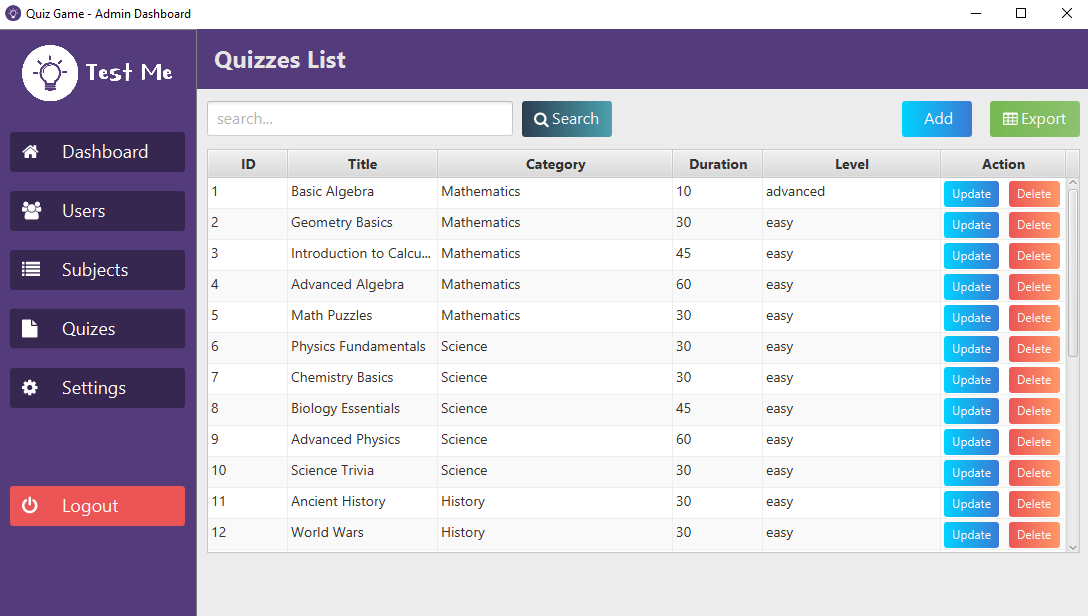 Quiz Game - Admin Dashboard
Test Me
Dashboard
Users
Subjects
Quizes
Settings
Logout
Quizzes List
search...
Search
Add
Export
ID Title Category Duration Level Action
1 Basic Algebra Mathematics 10 advanced Update Delete
2 Geometry Basics Mathematics 30 easy Update Delete
3 Introduction to Calcu... Mathematics 45 easy Update Delete
4 Advanced Algebra Mathematics 60 easy Update Delete
5 Math Puzzles Mathematics 30 easy Update Delete
6 Physics Fundamentals Science 30 easy Update Delete
7 Chemistry Basics Science 30 easy Update Delete
8 Biology Essentials Science 45 easy Update Delete
9 Advanced Physics Science 60 easy Update Delete
10 Science Trivia Science 30 easy Update Delete
11 Ancient History History 30 easy Update Delete
12 World Wars History 30 easy Update Delete